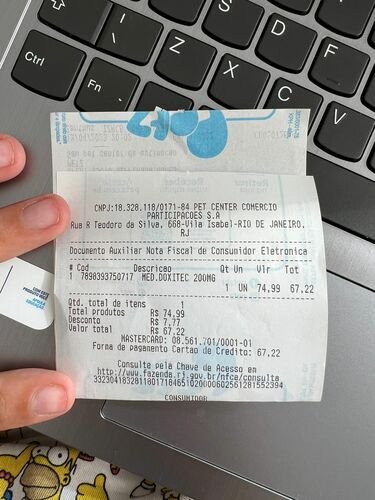 Ctrl
Fn
\
Z
S
X
D
C
F
V
CNPJ:18.328.118/0171-84 PET CENTER COMERCIO
PARTICIPACOES S.A
Rua R Teodoro da Silva, 668-Vila Isabel-RIO DE JANEIRO,
RJ
Documento Auxiliar Nota Fiscal de Consumidor Eletronica
# Cod Descricao Qt Un Vlr Tot
1 7898393750717 MED.DOXITEC 200MG
1 UN 74,99 67.22
Qtd. total de itens 1
Total produtos R$ 74.99
Desconto R$ 7.77
Valor total R$ 67.22
MASTERCARD: 08.561.701/0001-01
Forma de pagamento Cartao de Credito: 67.22
Consulte pela Chave de Acesso em
http://www.fazenda.rj.gov.br/nfce/consulta
CONSUMIDOR